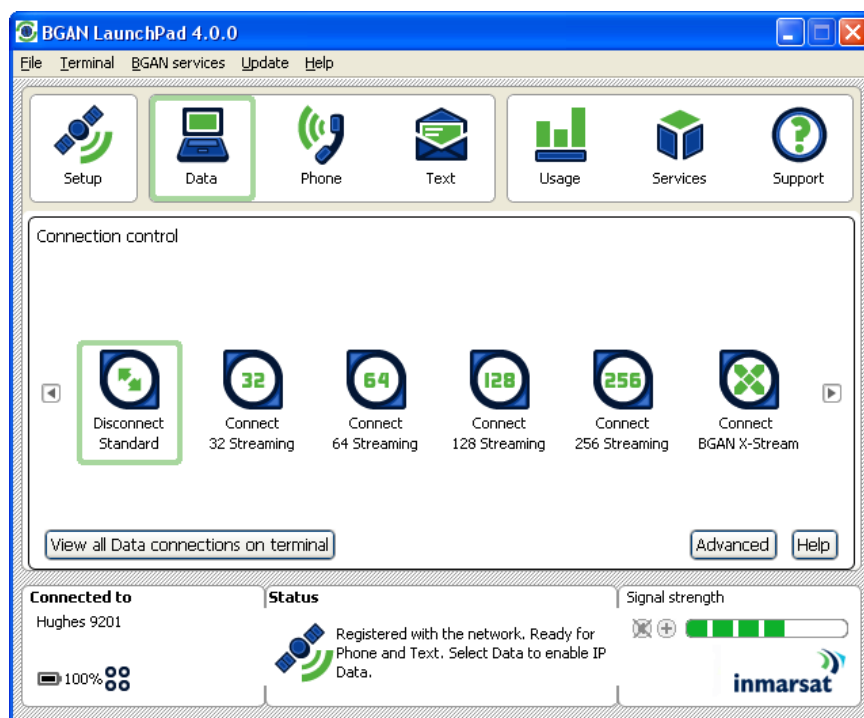 BGAN LaunchPad 4.0.0
File Terminal BGAN services Update Help
Setup Data Phone Text Usage Services Support
Connection control
32 64 128 256
Disconnect Standard
Connect 32 Streaming
Connect 64 Streaming
Connect 128 Streaming
Connect 256 Streaming
Connect BGAN X-Stream
View all Data connections on terminal
Advanced Help
Connected to
Hughes 9201
100%
Status
Registered with the network. Ready for
Phone and Text. Select Data to enable IP
Data.
Signal strength
inmarsat